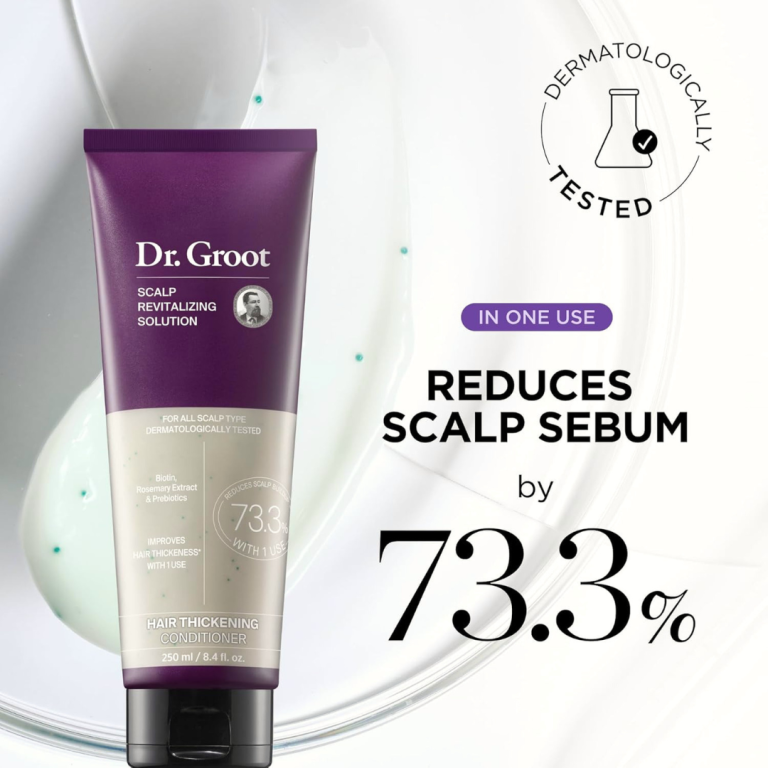 DERMATOLOGICALLY
TESTED
Dr. Groot
SCALP
REVITALIZING
SOLUTION
FOR ALL SCALP TYPE
DERMATOLOGICALLY TESTED
Biotin,
Rosemary Extract
& Prebiotics
REDUCES SCALP
73.3%
WITH 1 USE
IMPROVES
HAIR THICKENESS*
WITH 1 USE
HAIR THICKENING
CONDITIONER
250 ml / 8.4 fl. oz.
IN ONE USE
REDUCES
SCALP SEBUM
by
73.3%